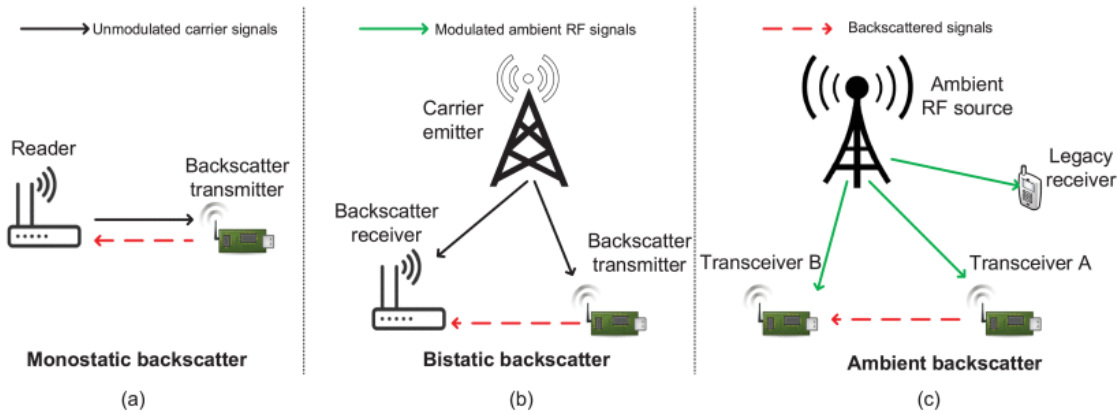 Unmodulated carrier signals
Modulated ambient RF signals
Backscattered signals
Reader
Backscatter
transmitter
Monostatic backscatter
(a)
Carrier
emitter
Backscatter
receiver
Backscatter
transmitter
Bistatic backscatter
(b)
Ambient
RF source
Legacy
receiver
Transceiver B
Transceiver A
Ambient backscatter
(c)